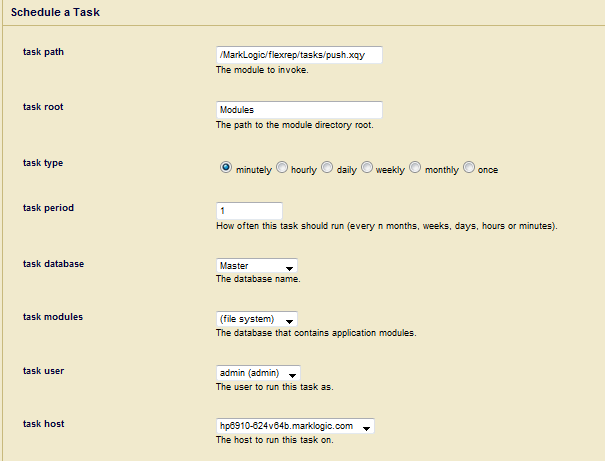 Schedule a Task
task path
/MarkLogic/flexrep/tasks/push.xqy
The module to invoke.
task root
Modules
The path to the module directory root.
task type
minutely hourly daily weekly monthly once
task period
1
How often this task should run (every n months, weeks, days, hours or minutes).
task database
Master
The database name.
task modules
(file system)
The database that contains application modules.
task user
admin (admin)
The user to run this task as.
task host
hp6910-624v64b.marklogic.com
The host to run this task on.